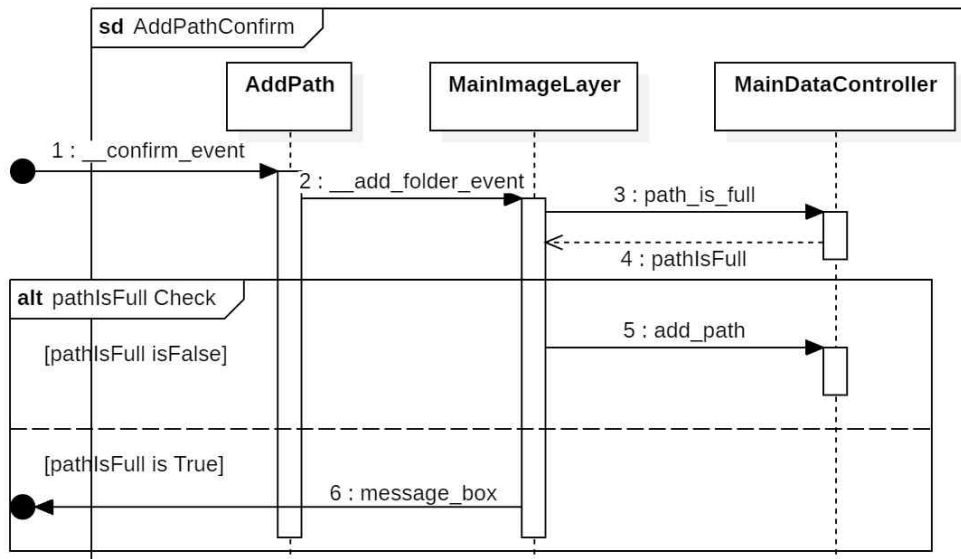 sd AddPathConfirm
AddPath
MainImageLayer
MainDataController
1 : __confirm_event
2 : __add_folder_event
3 : path_is_full
4 : pathIsFull
alt pathIsFull Check
5 : add_path
[pathIsFull isFalse]
[pathIsFull is True]
6 : message_box